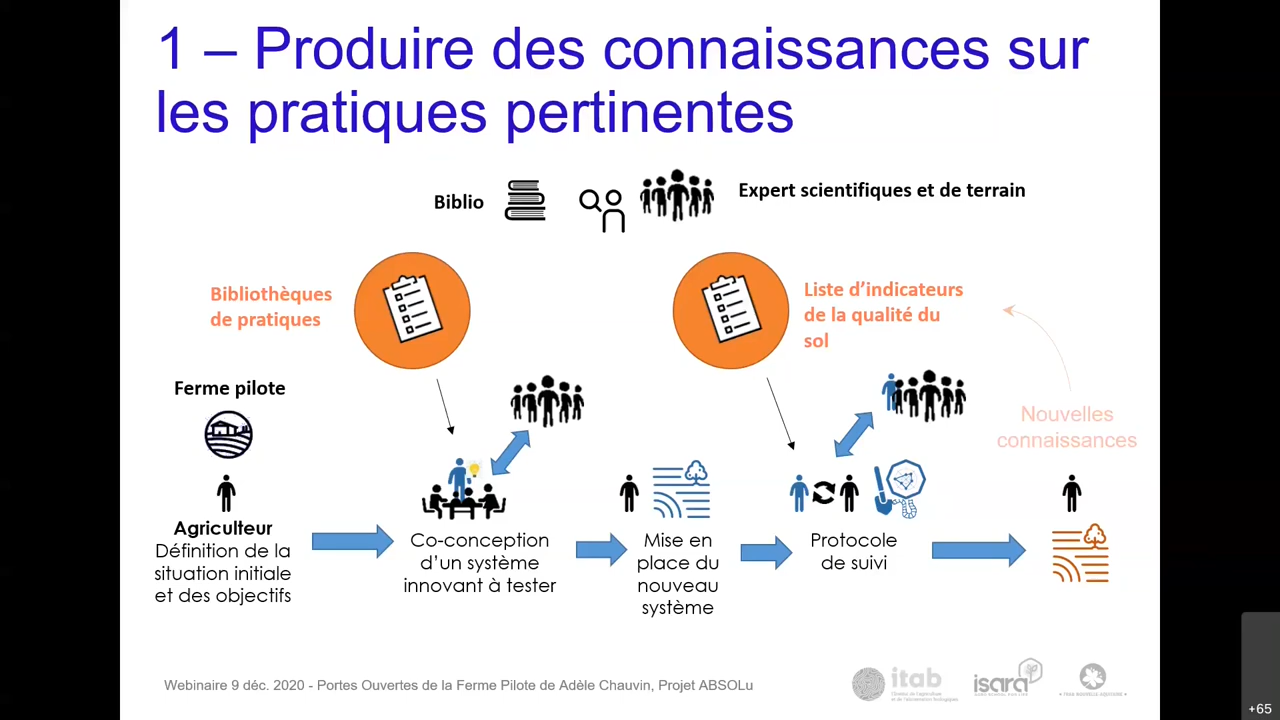 1 – Produire des connaissances sur
les pratiques pertinentes
Biblio
Expert scientifiques et de terrain
Bibliothèques
de pratiques
Liste d’indicateurs
de la qualité du
sol
Ferme pilote
Nouvelles
connaissances
Agriculteur
Définition de la
situation initiale
et des objectifs
Co-conception
d’un système
innovant à tester
Mise en
place du
nouveau
système
Protocole
de suivi
Webinaire 9 déc. 2020 - Portes Ouvertes de la Ferme Pilote de Adèle Chauvin, Projet ABSOLu
itab
isara
+65